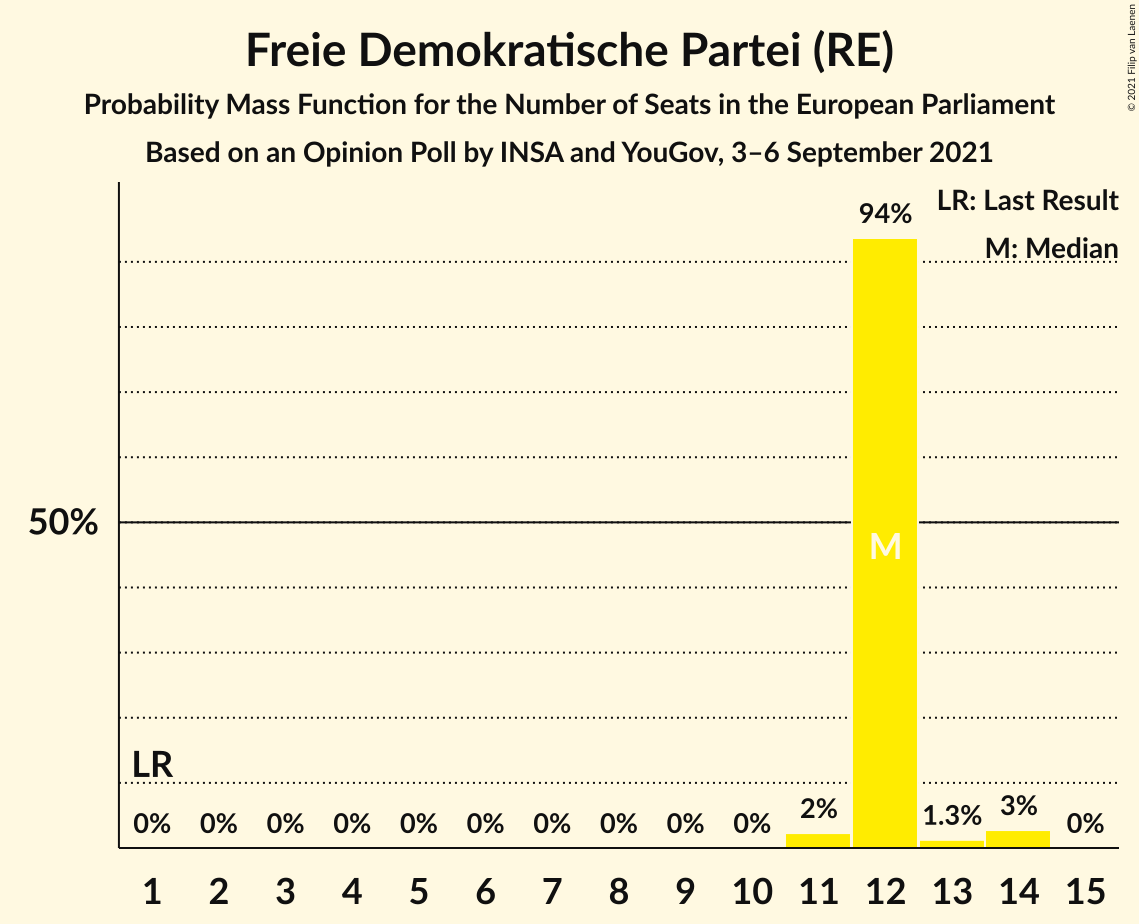 Freie Demokratische Partei (RE)
Probability Mass Function for the Number of Seats in the European Parliament
Based on an Opinion Poll by INSA and YouGov, 3–6 September 2021
© 2021 Filip van Laenen
LR: Last Result
M: Median
94%
50%
M
LR
0% 0% 0% 0% 0% 0% 0% 0% 0% 0% 2% 1.3% 3% 0%
1 2 3 4 5 6 7 8 9 10 11 12 13 14 15